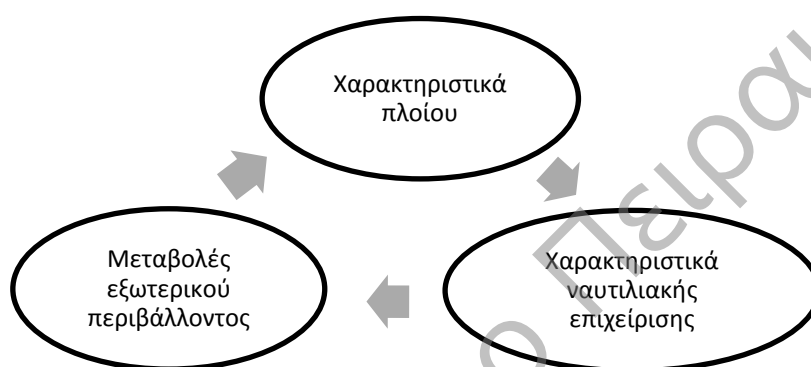 Χαρακτηριστικά
πλοίου
Μεταβολές
εξωτερικού
περιβάλλοντος
Χαρακτηριστικά
ναυτιλιακής
επιχείρισης